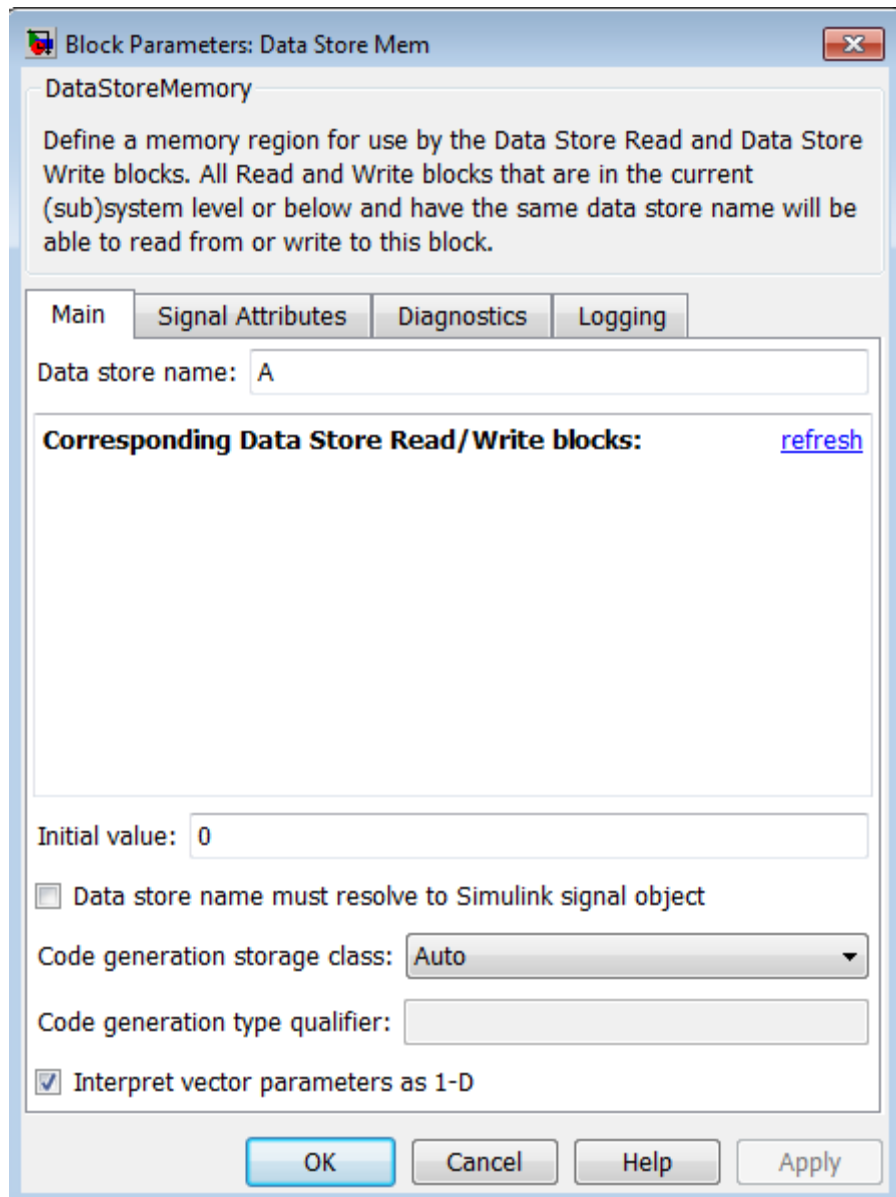 Block Parameters: Data Store Mem
DataStoreMemory
Define a memory region for use by the Data Store Read and Data Store
Write blocks. All Read and Write blocks that are in the current
(sub)system level or below and have the same data store name will be
able to read from or write to this block.
Main Signal Attributes Diagnostics Logging
Data store name: A
Corresponding Data Store Read/Write blocks: refresh
Initial value: 0
Data store name must resolve to Simulink signal object
Code generation storage class: Auto
Code generation type qualifier:
Interpret vector parameters as 1-D
OK Cancel Help Apply